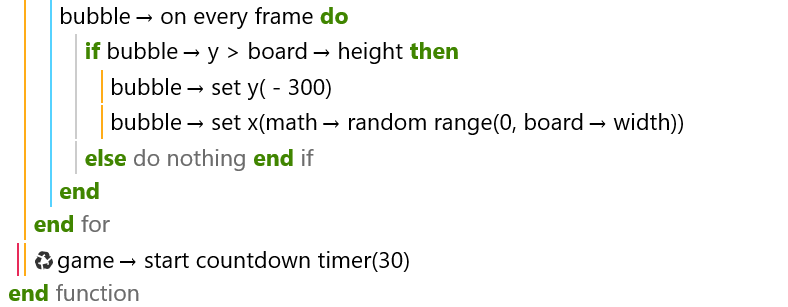 bubble → on every frame do
if bubble → y > board → height then
bubble → set y( - 300)
bubble → set x(math → random range(0, board → width))
else do nothing end if
end
end for
♻game → start countdown timer(30)
end function